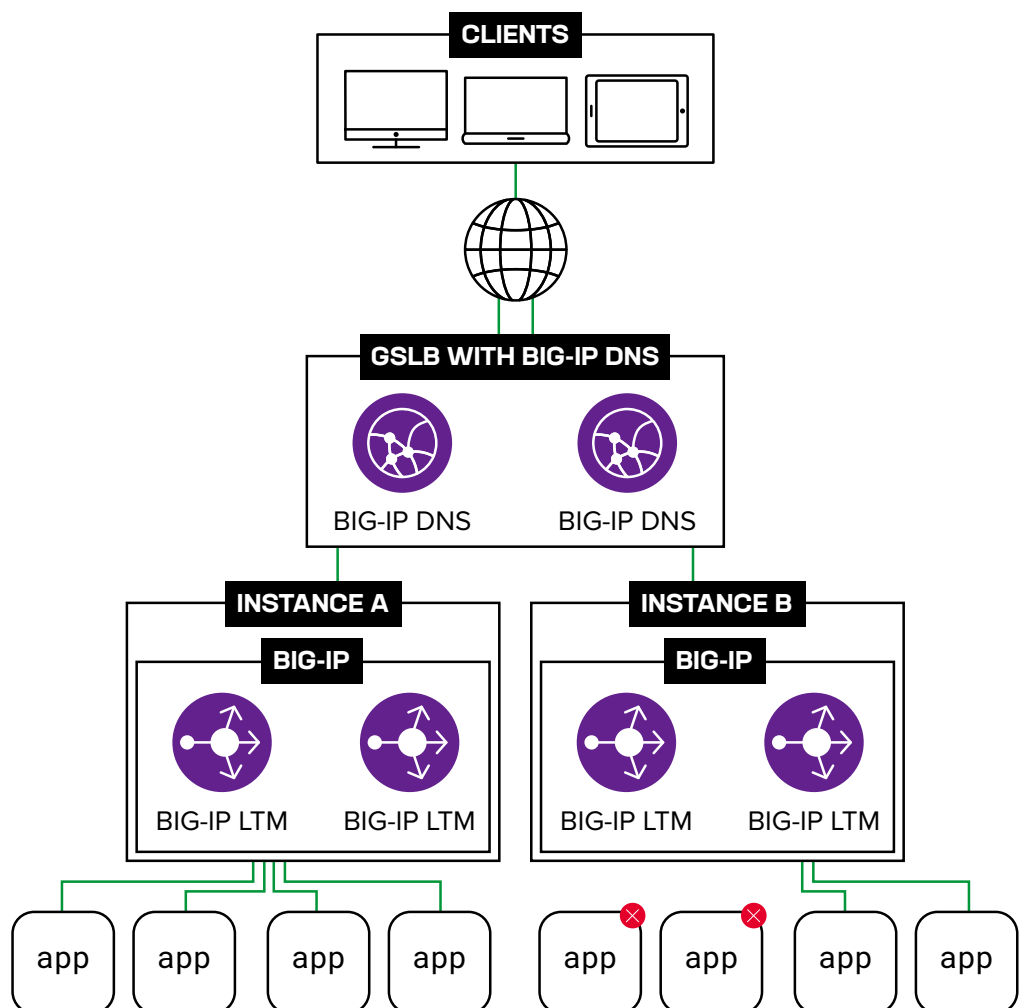 CLIENTS
GSLB WITH BIG-IP DNS
BIG-IP DNS
BIG-IP DNS
INSTANCE A
INSTANCE B
BIG-IP
BIG-IP
BIG-IP LTM
BIG-IP LTM
BIG-IP LTM
BIG-IP LTM
app
app
app
app
app
app
app
app